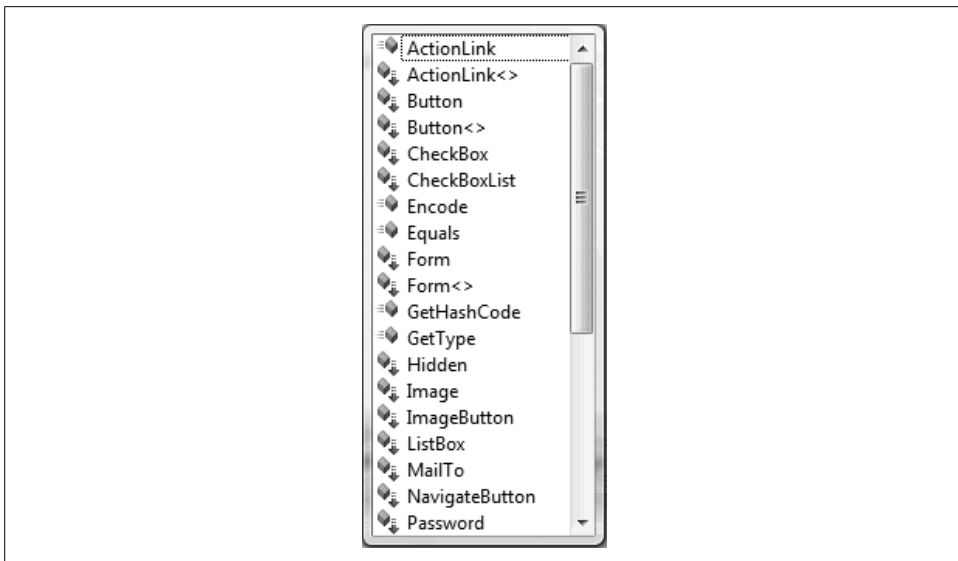 ActionLink
ActionLink<>
Button
Button<>
CheckBox
CheckBoxList
Encode
Equals
Form
Form<>
GetHashCode
GetType
Hidden
Image
ImageButton
ListBox
MailTo
NavigateButton
Password